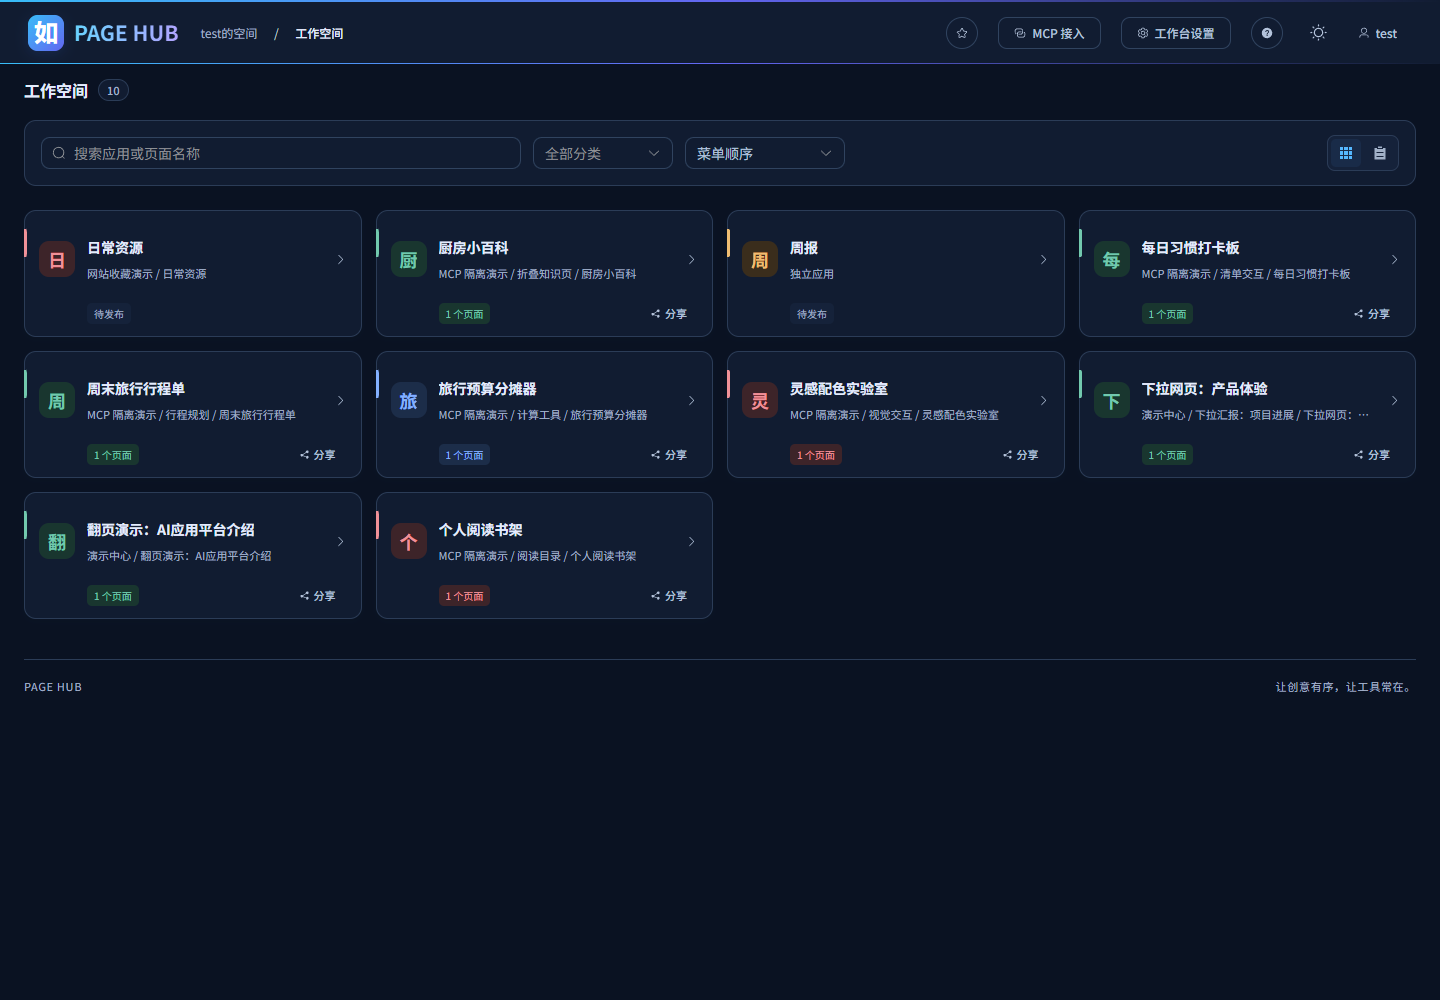 如 PAGE HUB test的空间 / 工作空间 MCP 接入 工作台设置 test
工作空间 10
搜索应用或页面名称 全部分类 菜单顺序
日 日常资源
网站收藏演示 / 日常资源
待发布
厨 厨房小百科
MCP 隔离演示 / 折叠知识页 / 厨房小百科
1 个页面 分享
周 周报
独立应用
待发布
每 每日习惯打卡板
MCP 隔离演示 / 清单交互 / 每日习惯打卡板
1 个页面 分享
周 周末旅行行程单
MCP 隔离演示 / 行程规划 / 周末旅行行程单
1 个页面 分享
旅 旅行预算分摊器
MCP 隔离演示 / 计算工具 / 旅行预算分摊器
1 个页面 分享
灵 灵感配色实验室
MCP 隔离演示 / 视觉交互 / 灵感配色实验室
1 个页面 分享
下 下拉网页：产品体验
演示中心 / 下拉汇报：项目进展 / 下拉网页：…
1 个页面 分享
翻 翻页演示：AI应用平台介绍
演示中心 / 翻页演示：AI应用平台介绍
1 个页面 分享
个 个人阅读书架
MCP 隔离演示 / 阅读目录 / 个人阅读书架
1 个页面 分享
PAGE HUB 让创意有序，让工具常在。